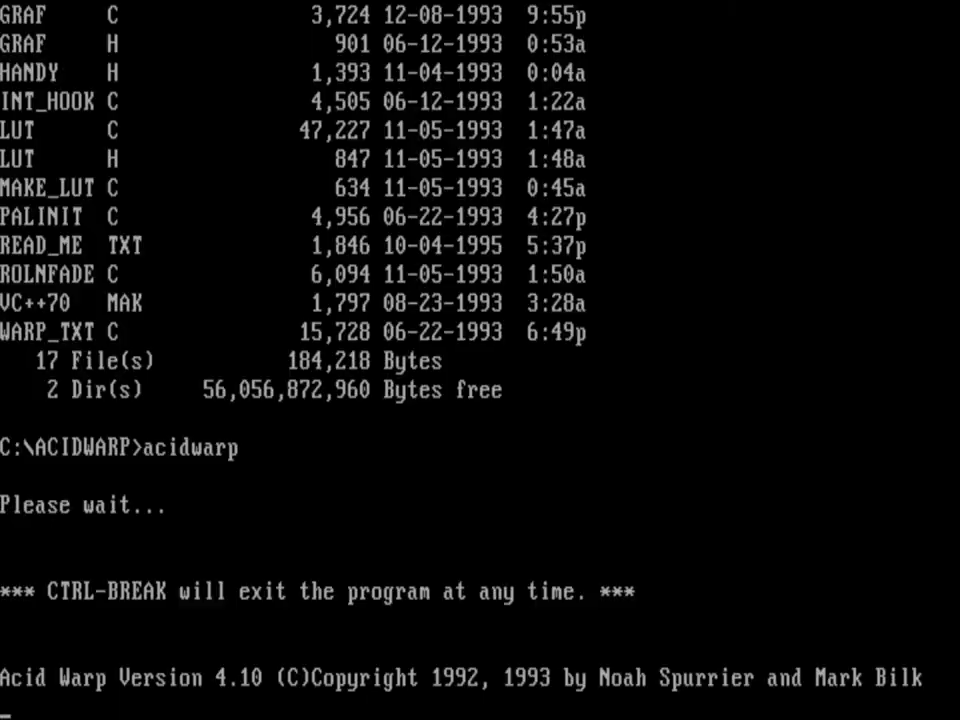 GRAF     C                3,724 12-08-1993  9:55p
GRAF     H                  901 06-12-1993  0:53a
HANDY    H                1,393 11-04-1993  0:04a
INT_HOOK C                4,505 06-12-1993  1:22a
LUT      C               47,227 11-05-1993  1:47a
LUT      H                  847 11-05-1993  1:48a
MAKE_LUT C                  634 11-05-1993  0:45a
PALINIT  C                4,956 06-22-1993  4:27p
READ_ME  TXT              1,846 10-04-1995  5:37p
ROLNFADE C                6,094 11-05-1993  1:50a
VC++70   MAK              1,797 08-23-1993  3:28a
WARP_TXT C               15,728 06-22-1993  6:49p
   17 File(s)           184,218 Bytes
    2 Dir(s)     56,056,872,960 Bytes free
C:\ACIDWARP>acidwarp
Please wait...
*** CTRL-BREAK will exit the program at any time. ***
Acid Warp Version 4.10 (C)Copyright 1992, 1993 by Noah Spurrier and Mark Bilk
_